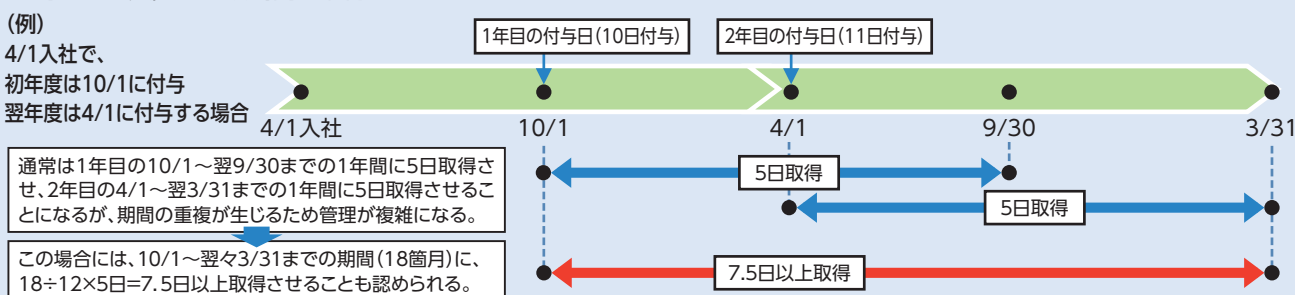 (例)
4/1入社で、
初年度は10/1に付与
翌年度は4/1に付与する場合
1年目の付与日(10日付与)
2年目の付与日(11日付与)
4/1入社
10/1
4/1
9/30
3/31
通常は1年目の10/1～翌9/30までの1年間に5日取得さ
せ、2年目の4/1～翌3/31までの1年間に5日取得させるこ
とになるが、期間の重複が生じるため管理が複雑になる。
5日取得
5日取得
この場合には、10/1～翌々3/31までの期間(18箇月)に、
18÷12×5日=7.5日以上取得させることも認められる。
7.5日以上取得